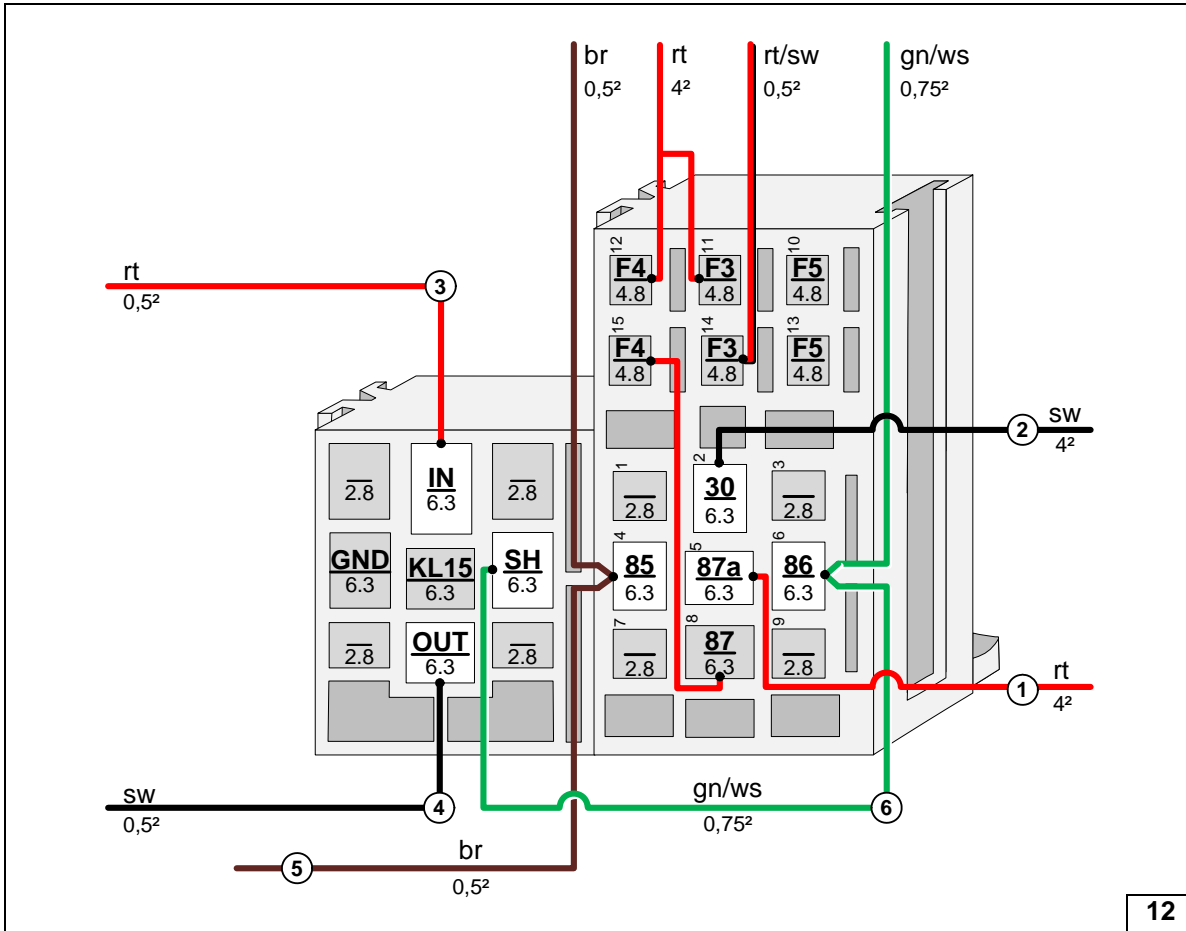 br
0,5²
rt
4²
rt/sw
0,5²
gn/ws
0,75²
12
11
10
F4
4.8
F3
4.8
F5
4.8
rt
0,5²
3
15
14
13
F4
4.8
F3
4.8
F5
4.8
2
sw
4²
2.8
IN
6.3
2.8
1
2.8
2
30
6.3
3
2.8
GND
6.3
KL15
6.3
SH
6.3
4
85
6.3
5
87a
6.3
6
86
6.3
2.8
OUT
6.3
2.8
7
2.8
8
87
6.3
9
2.8
1
rt
4²
sw
0,5²
4
gn/ws
0,75²
6
5
br
0,5²
12